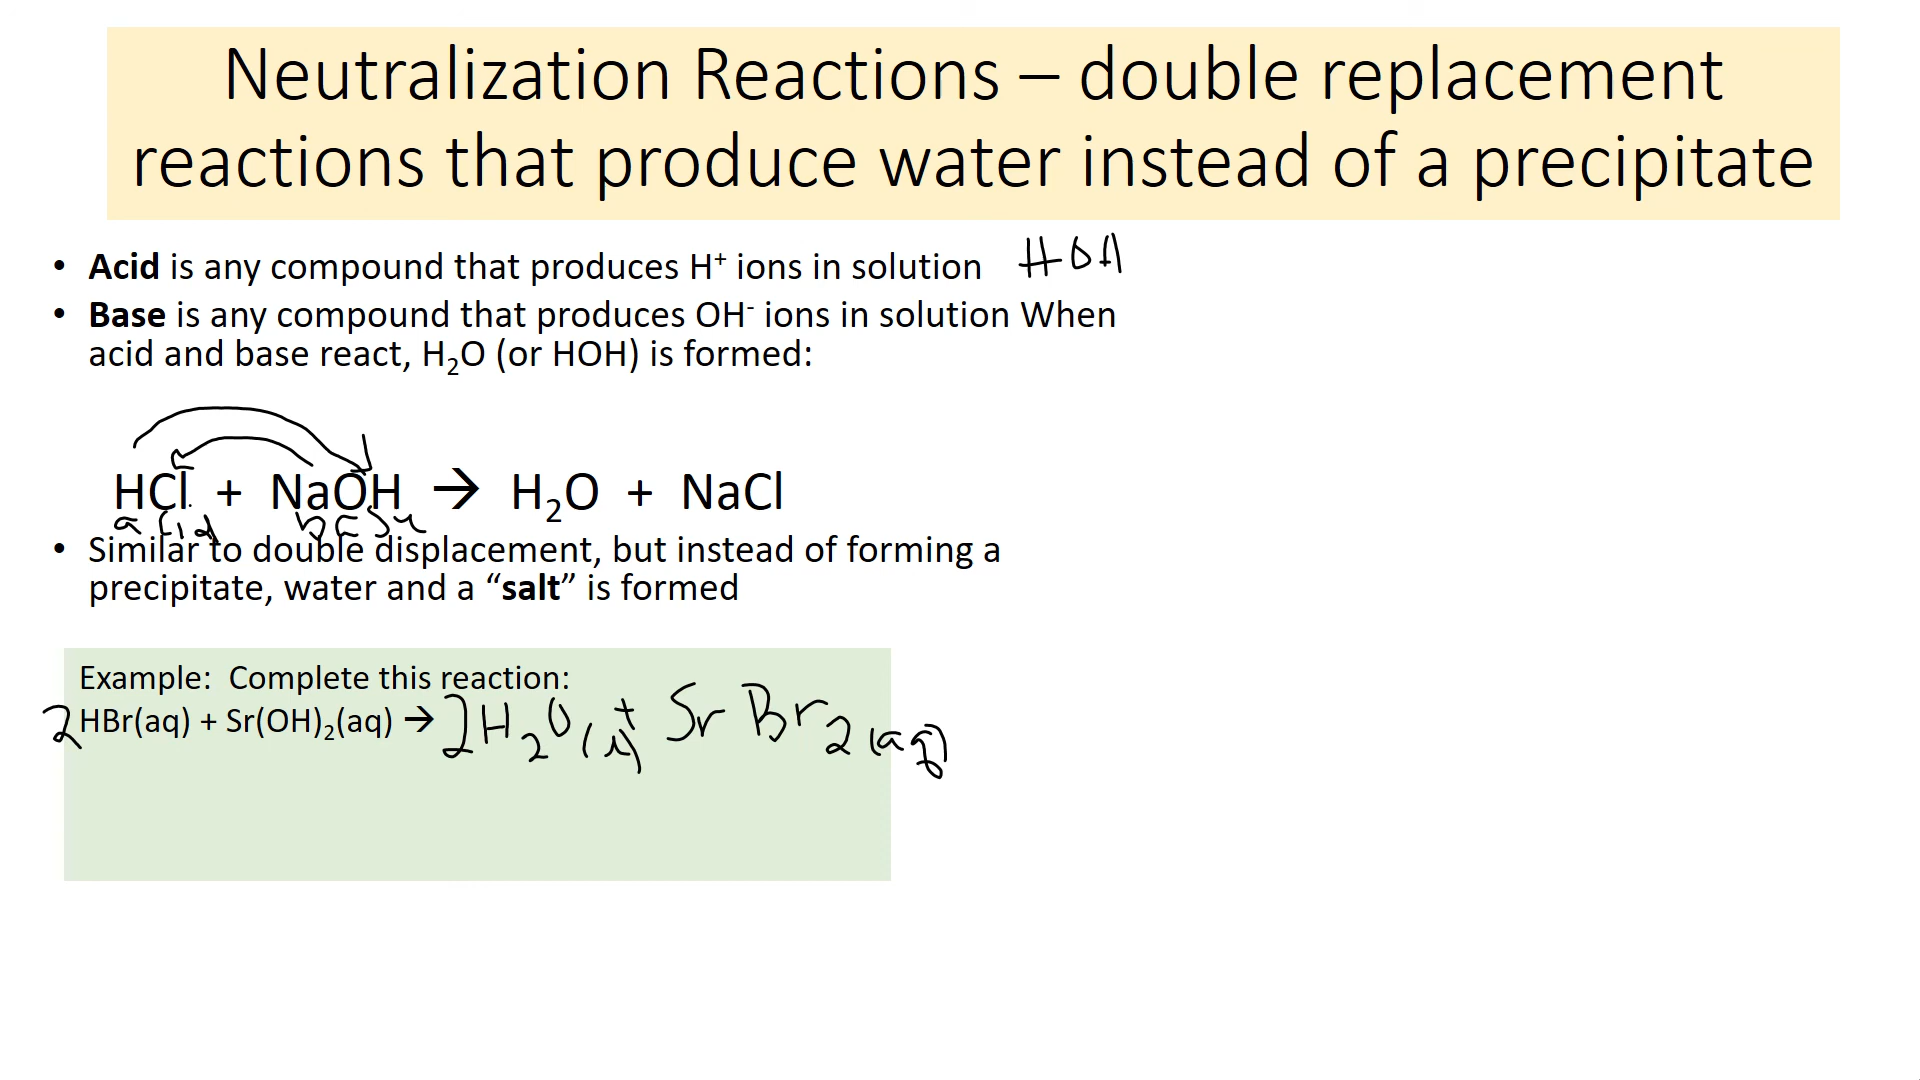 Neutralization Reactions – double replacement
reactions that produce water instead of a precipitate
• Acid is any compound that produces H⁺ ions in solution HOH
• Base is any compound that produces OH⁻ ions in solution When
acid and base react, H₂O (or HOH) is formed:
HCl + NaOH → H₂O + NaCl
acid base
• Similar to double displacement, but instead of forming a
precipitate, water and a “salt” is formed
Example: Complete this reaction:
2 HBr(aq) + Sr(OH)₂(aq) → 2H₂O(l) + SrBr₂(aq)